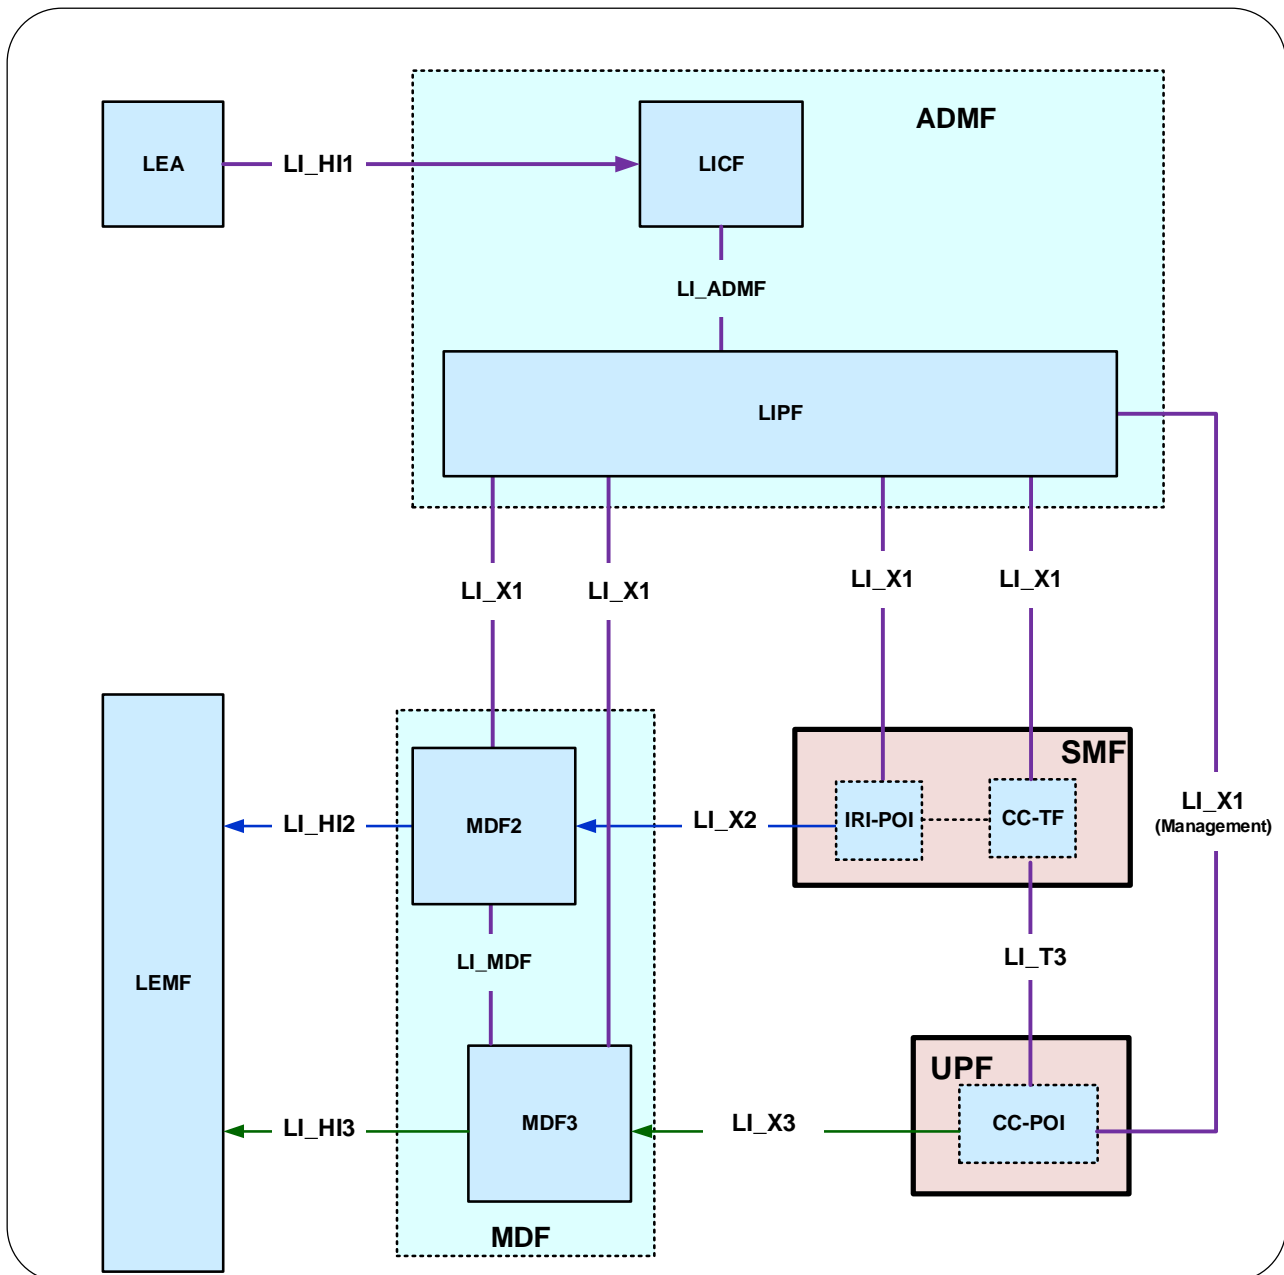 ADMF
LEA
LI_HI1
LICF
LI_ADMF
LIPF
LI_X1
LI_X1
LI_X1
LI_X1
SMF
LI_X1
(Management)
LI_HI2
MDF2
LI_X2
IRI-POI
CC-TF
LEMF
LI_MDF
LI_T3
UPF
LI_HI3
MDF3
LI_X3
CC-POI
MDF